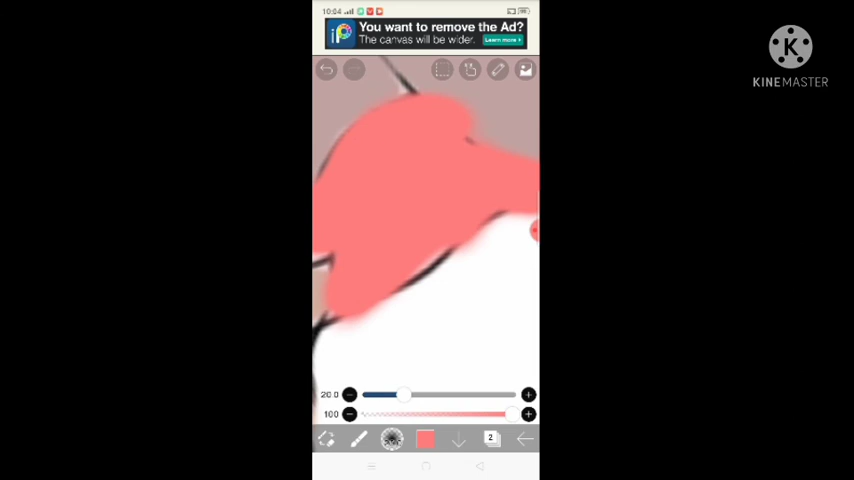 10:04
You want to remove the Ad?
The canvas will be wider.
Learn more >
K
KINEMASTER
20.0
100
2